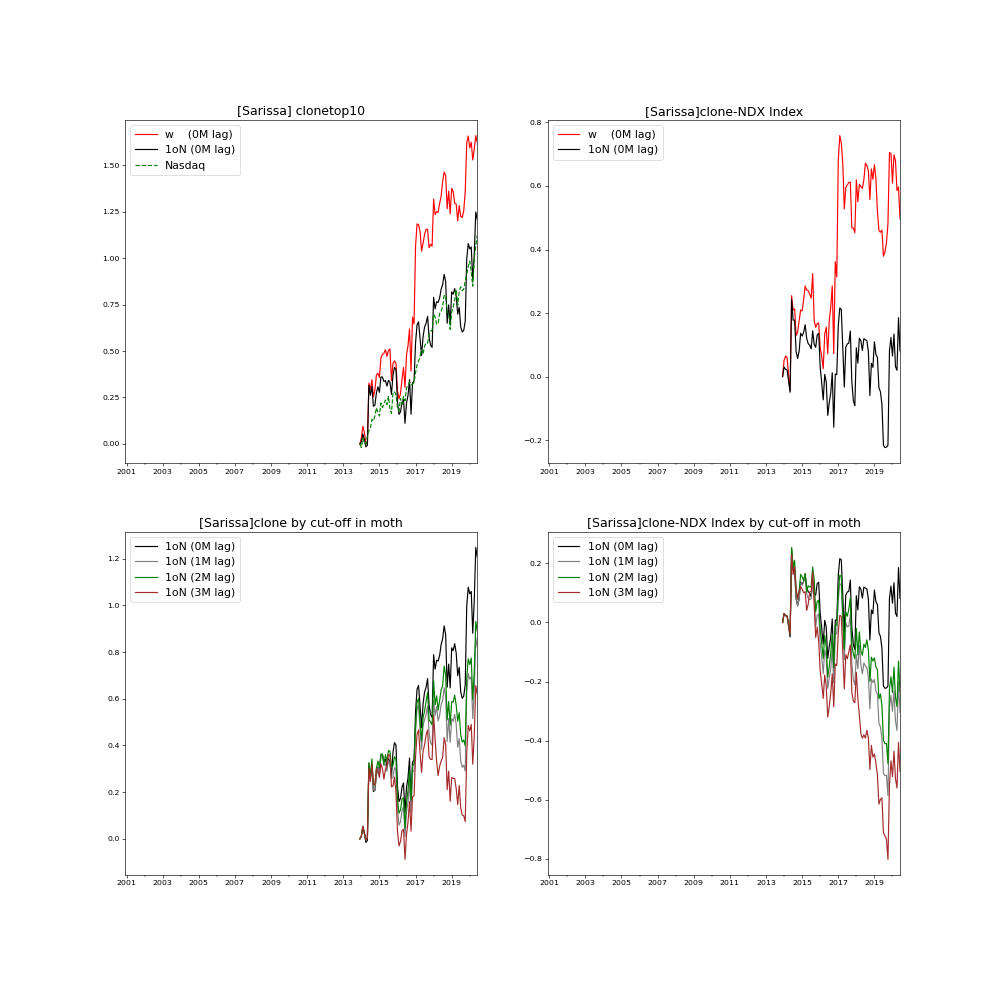 [Sarissa] clonetop10
w (0M lag)
1oN (0M lag)
Nasdaq
1.50
1.25
1.00
0.75
0.50
0.25
0.00
2001 2003 2005 2007 2009 2011 2013 2015 2017 2019
[Sarissa]clone-NDX Index
w (0M lag)
1oN (0M lag)
0.8
0.6
0.4
0.2
0.0
−0.2
2001 2003 2005 2007 2009 2011 2013 2015 2017 2019
[Sarissa]clone by cut-off in moth
1oN (0M lag)
1oN (1M lag)
1oN (2M lag)
1oN (3M lag)
1.2
1.0
0.8
0.6
0.4
0.2
0.0
2001 2003 2005 2007 2009 2011 2013 2015 2017 2019
[Sarissa]clone-NDX Index by cut-off in moth
1oN (0M lag)
1oN (1M lag)
1oN (2M lag)
1oN (3M lag)
0.2
0.0
−0.2
−0.4
−0.6
−0.8
2001 2003 2005 2007 2009 2011 2013 2015 2017 2019